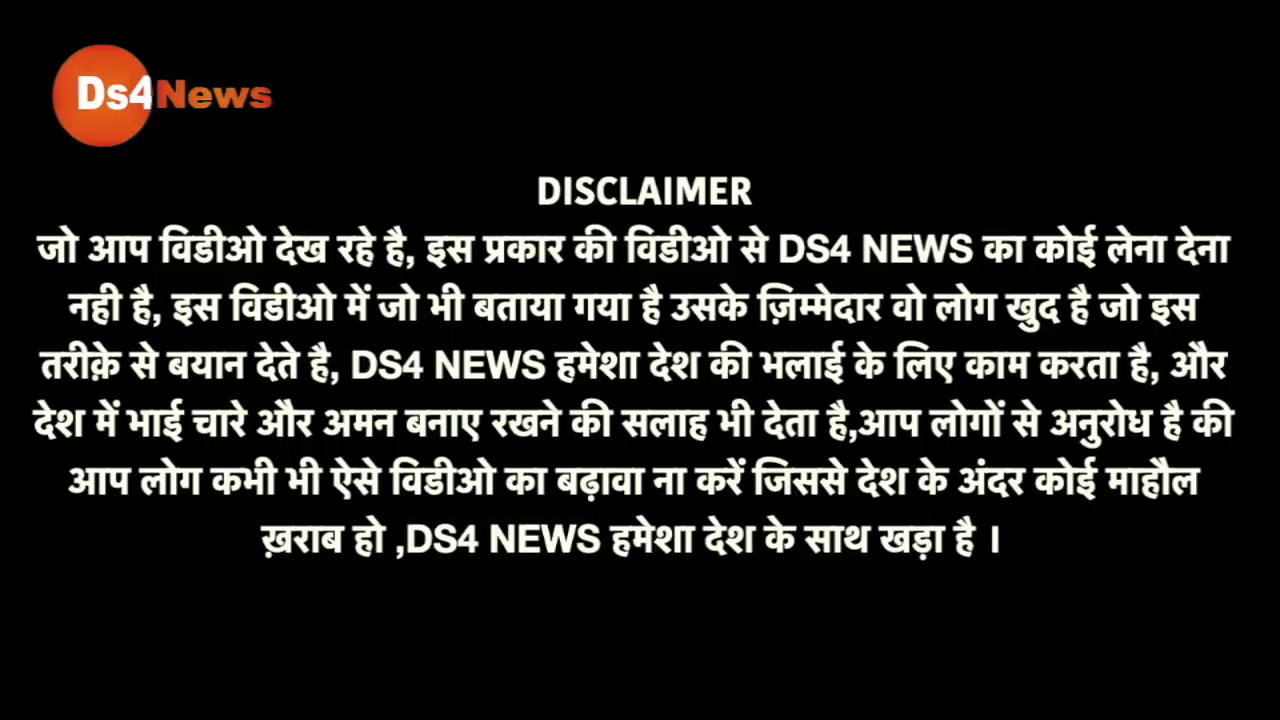 Ds4News
DISCLAIMER
जो आप विडीओ देख रहे है, इस प्रकार की विडीओ से DS4 NEWS का कोई लेना देना
नही है, इस विडीओ में जो भी बताया गया है उसके ज़िम्मेदार वो लोग खुद है जो इस
तरीक़े से बयान देते है, DS4 NEWS हमेशा देश की भलाई के लिए काम करता है, और
देश में भाई चारे और अमन बनाए रखने की सलाह भी देता है,आप लोगों से अनुरोध है की
आप लोग कभी भी ऐसे विडीओ का बढ़ावा ना करें जिससे देश के अंदर कोई माहौल
ख़राब हो ,DS4 NEWS हमेशा देश के साथ खड़ा है ।